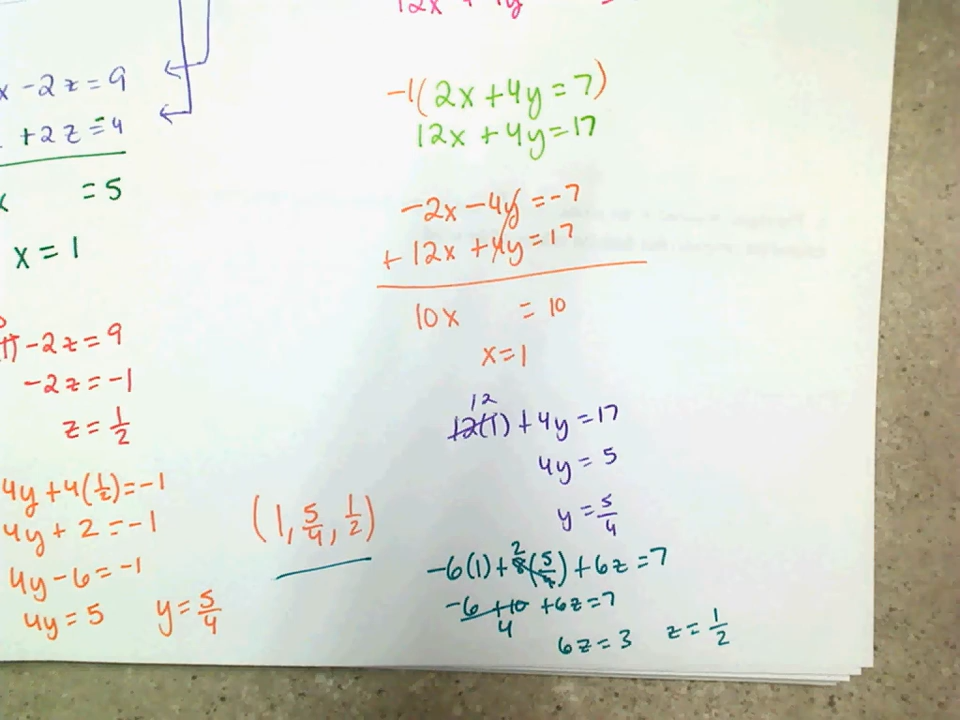 x - 2z = 9
+ 2z = 4
x = 5
x = 1
- 2z = 9
-2z = -1
z = 1/2
4y + 4(1/2) = -1
4y + 2 = -1
4y - 6 = -1
4y = 5 y = 5/4
(1, 5/4, 1/2)
12x + 4y
-1(2x + 4y = 7)
12x + 4y = 17
-2x - 4y = -7
+ 12x + 4y = 17
10x = 10
x = 1
12
12(1) + 4y = 17
4y = 5
y = 5/4
-6(1) + 8(5/4) + 6z = 7
-6 + 10 + 6z = 7
4
6z = 3 z = 1/2